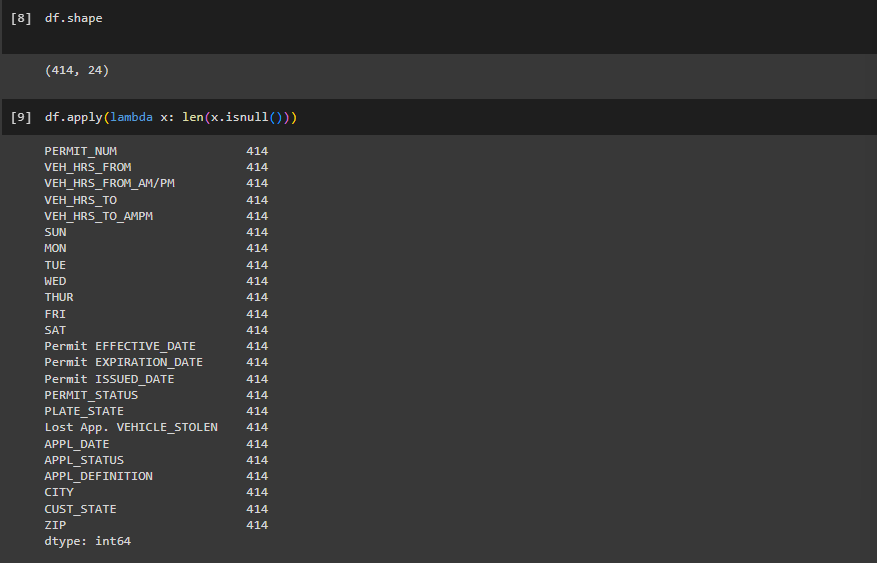 [8] df.shape
(414, 24)
[9] df.apply(lambda x: len(x.isnull()))
PERMIT_NUM 414
VEH_HRS_FROM 414
VEH_HRS_FROM_AM/PM 414
VEH_HRS_TO 414
VEH_HRS_TO_AMPM 414
SUN 414
MON 414
TUE 414
WED 414
THUR 414
FRI 414
SAT 414
Permit EFFECTIVE_DATE 414
Permit EXPIRATION_DATE 414
Permit ISSUED_DATE 414
PERMIT_STATUS 414
PLATE_STATE 414
Lost App. VEHICLE_STOLEN 414
APPL_DATE 414
APPL_STATUS 414
APPL_DEFINITION 414
CITY 414
CUST_STATE 414
ZIP 414
dtype: int64